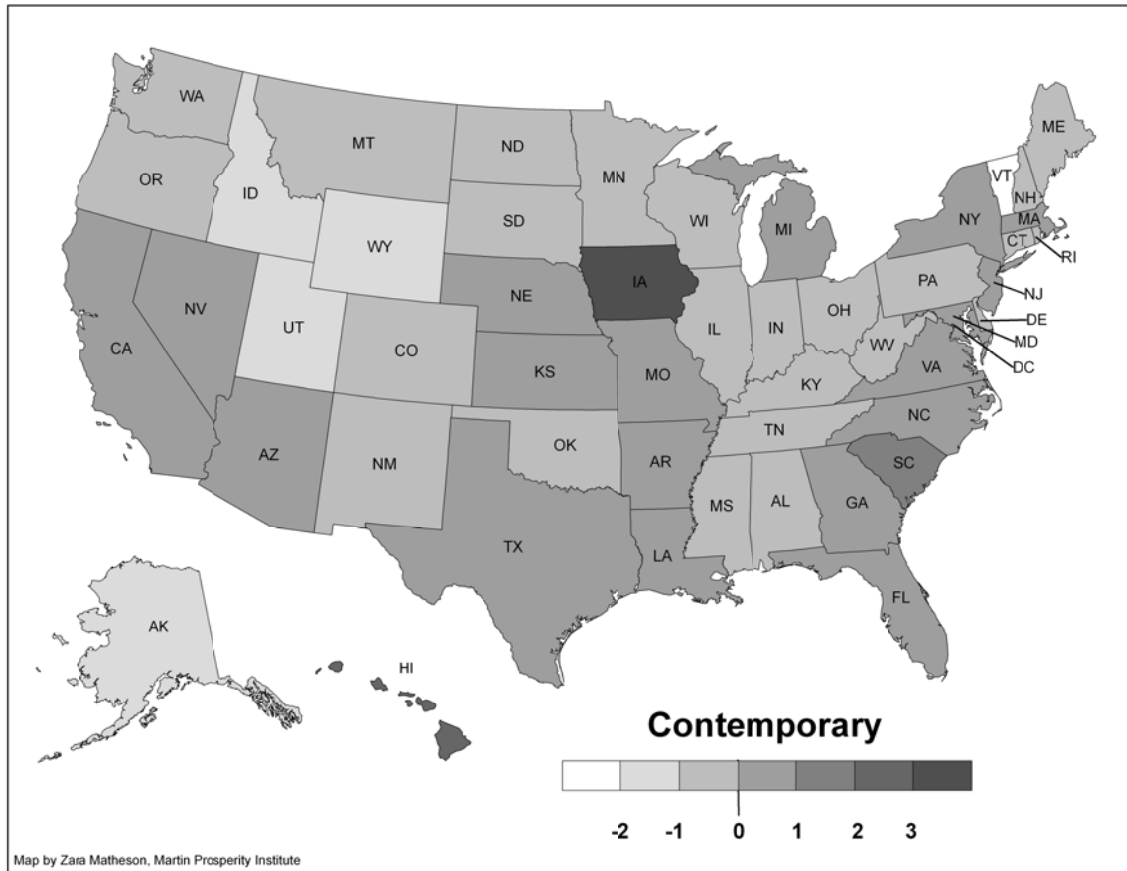 WA
MT
ND
ME
MN
VT
OR
ID
NH
SD
WI
NY
MA
MI
CT
WY
RI
PA
IA
NJ
NE
OH
DE
IL
IN
NV
UT
MD
WV
CO
DC
CA
VA
KS
MO
KY
NC
TN
OK
AZ
AR
SC
NM
MS
AL
GA
TX
LA
FL
AK
HI
Contemporary
-2 -1 0 1 2 3
Map by Zara Matheson, Martin Prosperity Institute